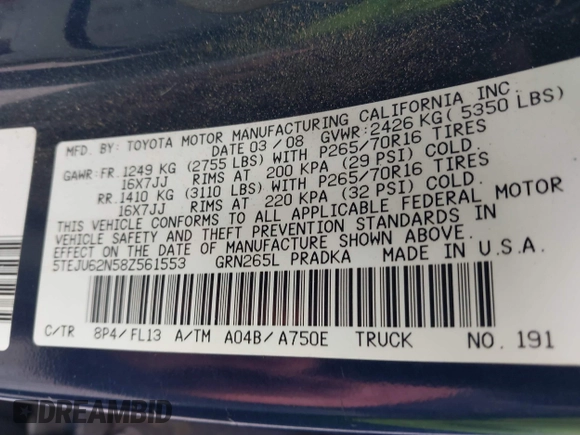 MFD. BY: TOYOTA MOTOR MANUFACTURING CALIFORNIA INC.
DATE 03 / 08 GVWR: 2426 KG ( 5350 LBS)
GAWR: FR. 1249 KG (2755 LBS) WITH P265/70R16 TIRES
16X7JJ RIMS AT 200 KPA (29 PSI) COLD.
RR. 1410 KG (3110 LBS) WITH P265/70R16 TIRES
16X7JJ RIMS AT 220 KPA (32 PSI) COLD.
THIS VEHICLE CONFORMS TO ALL APPLICABLE FEDERAL MOTOR
VEHICLE SAFETY AND THEFT PREVENTION STANDARDS IN
EFFECT ON THE DATE OF MANUFACTURE SHOWN ABOVE.
5TEJU62N58Z561553 GRN265L PRADKA MADE IN U.S.A.
C/TR 8P4/FL13 A/TM A04B/A750E TRUCK NO. 191
DREAMBID